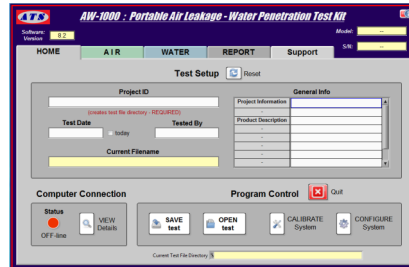 ATS
AW-1000 : Portable Air Leakage - Water Penetration Test Kit
Software Version 8.2
Model: --
S/N: --
HOME AIR WATER REPORT Support
Test Setup Reset
Project ID
General Info
(creates test file directory - REQUIRED)
Project Information
-
Test Date
today
Tested By
Product Description
-
-
-
-
Current Filename
Computer Connection
Program Control
Quit
Status
OFF-line
VIEW Details
SAVE test
OPEN test
CALIBRATE System
CONFIGURE System
Current Test File Directory